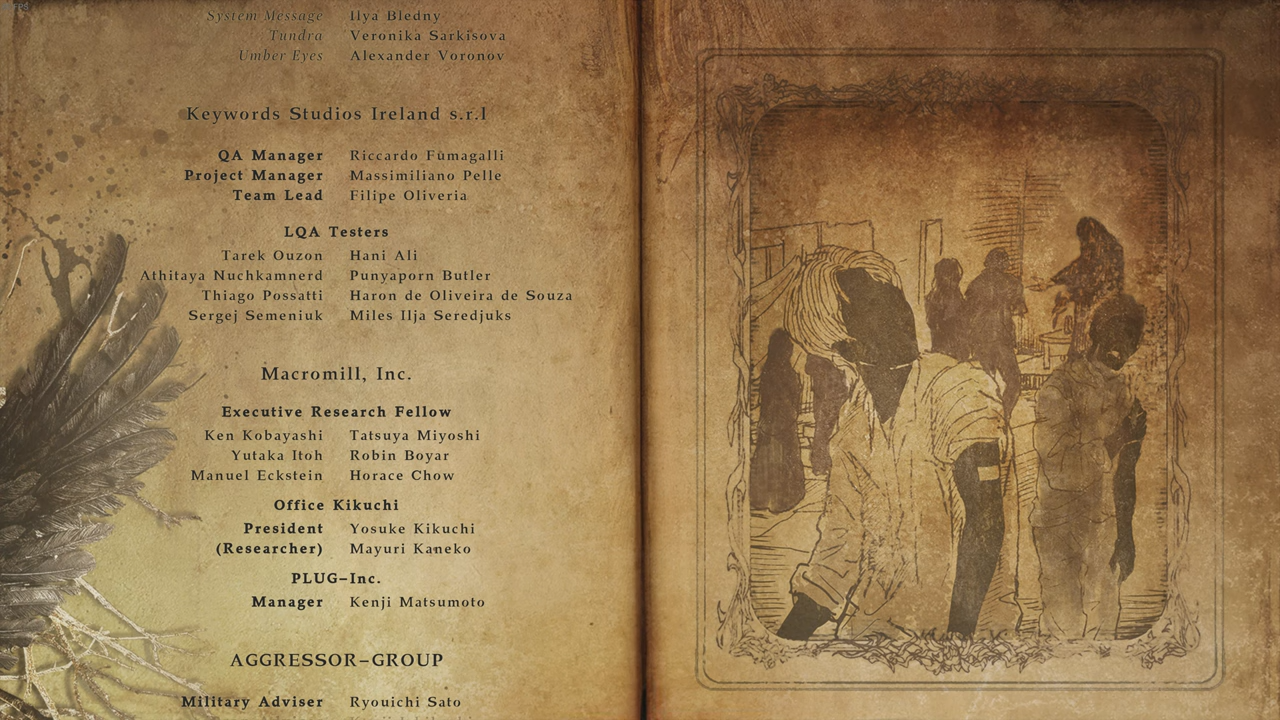 FPS
System Message Ilya Bledny
Tundra Veronika Sarkisova
Umber Eyes Alexander Voronov
Keywords Studios Ireland s.r.l
QA Manager Riccardo Fumagalli
Project Manager Massimiliano Pelle
Team Lead Filipe Oliveria
LQA Testers
Tarek Ouzon Hani Ali
Athitaya Nuchkamnerd Punyaporn Butler
Thiago Possatti Haron de Oliveira de Souza
Sergej Semeniuk Miles Ilja Seredjuks
Macromill, Inc.
Executive Research Fellow
Ken Kobayashi Tatsuya Miyoshi
Yutaka Itoh Robin Boyar
Manuel Eckstein Horace Chow
Office Kikuchi
President Yosuke Kikuchi
(Researcher) Mayuri Kaneko
PLUG–Inc.
Manager Kenji Matsumoto
AGGRESSOR–GROUP
Military Adviser Ryouichi Sato